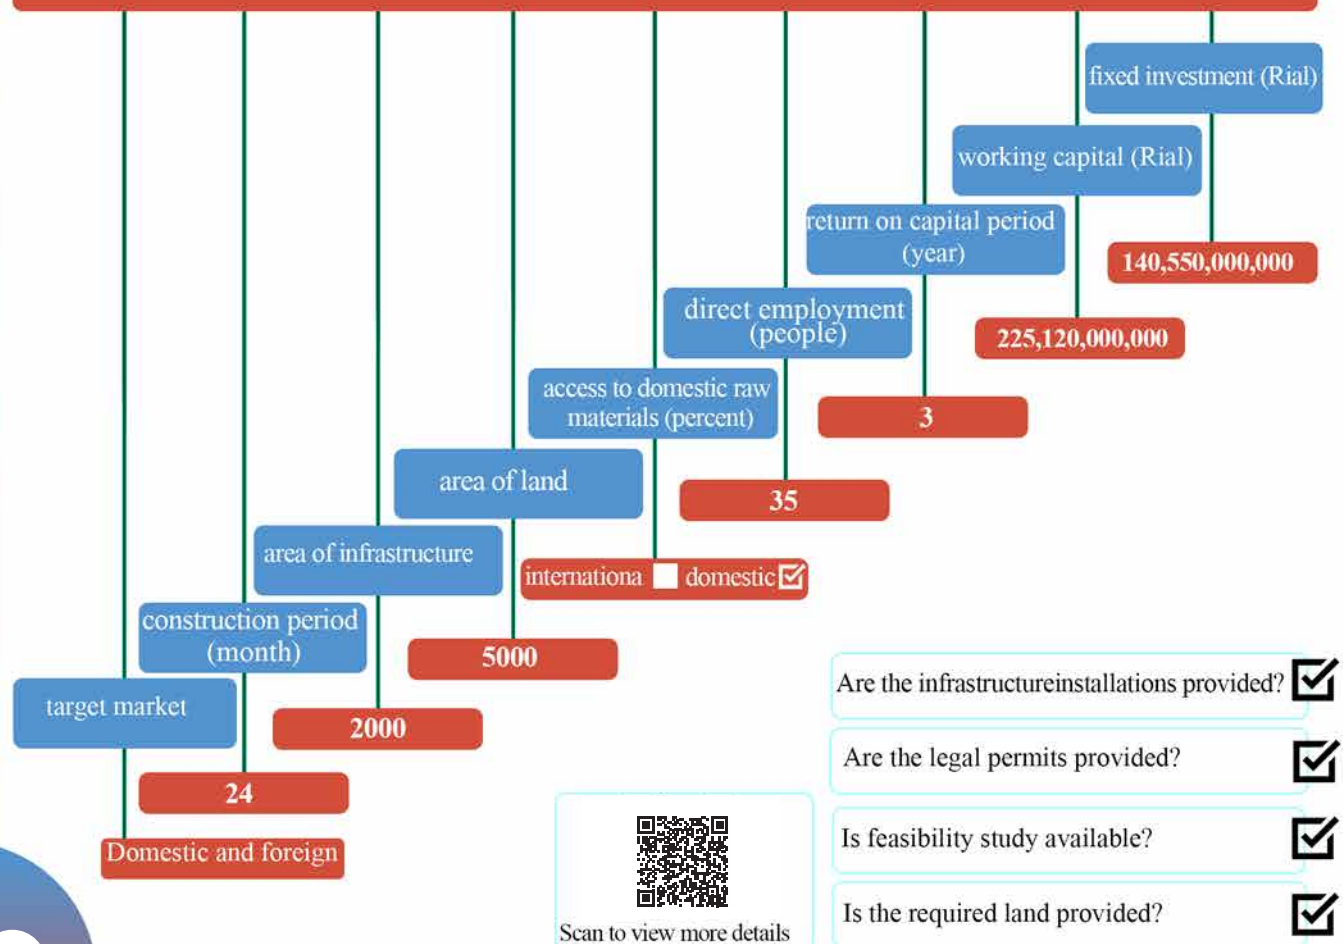 fixed investment (Rial)
140,550,000,000
working capital (Rial)
225,120,000,000
return on capital period
(year)
3
direct employment
(people)
35
access to domestic raw
materials (percent)
internationa domestic
area of land
5000
area of infrastructure
2000
construction period
(month)
24
target market
Domestic and foreign
Are the infrastructureinstallations provided?
Are the legal permits provided?
Is feasibility study available?
Is the required land provided?
Scan to view more details